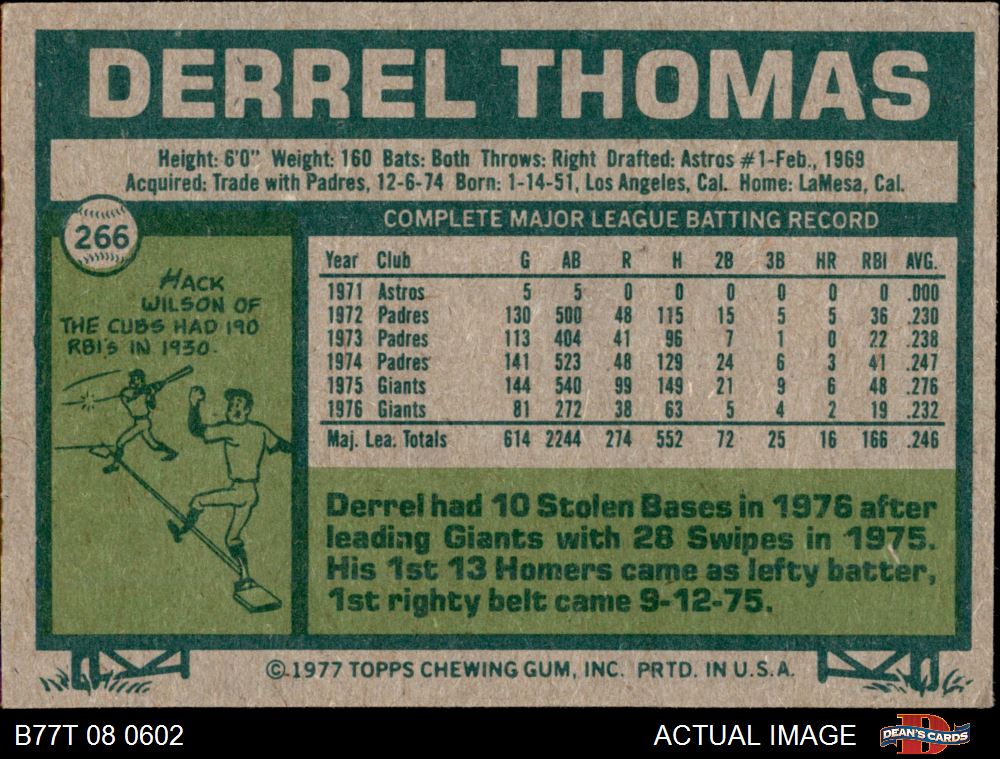 DERREL THOMAS
Height: 6'0" Weight: 160 Bats: Both Throws: Right Drafted: Astros #1-Feb., 1969
Acquired: Trade with Padres, 12-6-74 Born: 1-14-51, Los Angeles, Cal. Home: LaMesa, Cal.
266
HACK
WILSON OF
THE CUBS HAD 190
RBI'S IN 1930.
COMPLETE MAJOR LEAGUE BATTING RECORD
Year Club G AB R H 2B 3B HR RBI AVG.
1971 Astros 5 5 0 0 0 0 0 0 .000
1972 Padres 130 500 48 115 15 5 5 36 .230
1973 Padres 113 404 41 96 7 1 0 22 .238
1974 Padres 141 523 48 129 24 6 3 41 .247
1975 Giants 144 540 99 149 21 9 6 48 .276
1976 Giants 81 272 38 63 5 4 2 19 .232
Maj. Lea. Totals 614 2244 274 552 72 25 16 166 .246
Derrel had 10 Stolen Bases in 1976 after
leading Giants with 28 Swipes in 1975.
His 1st 13 Homers came as lefty batter,
1st righty belt came 9-12-75.
©1977 TOPPS CHEWING GUM, INC. PRTD. IN U.S.A.
B77T 08 0602
ACTUAL IMAGE
D
DEAN'S CARDS